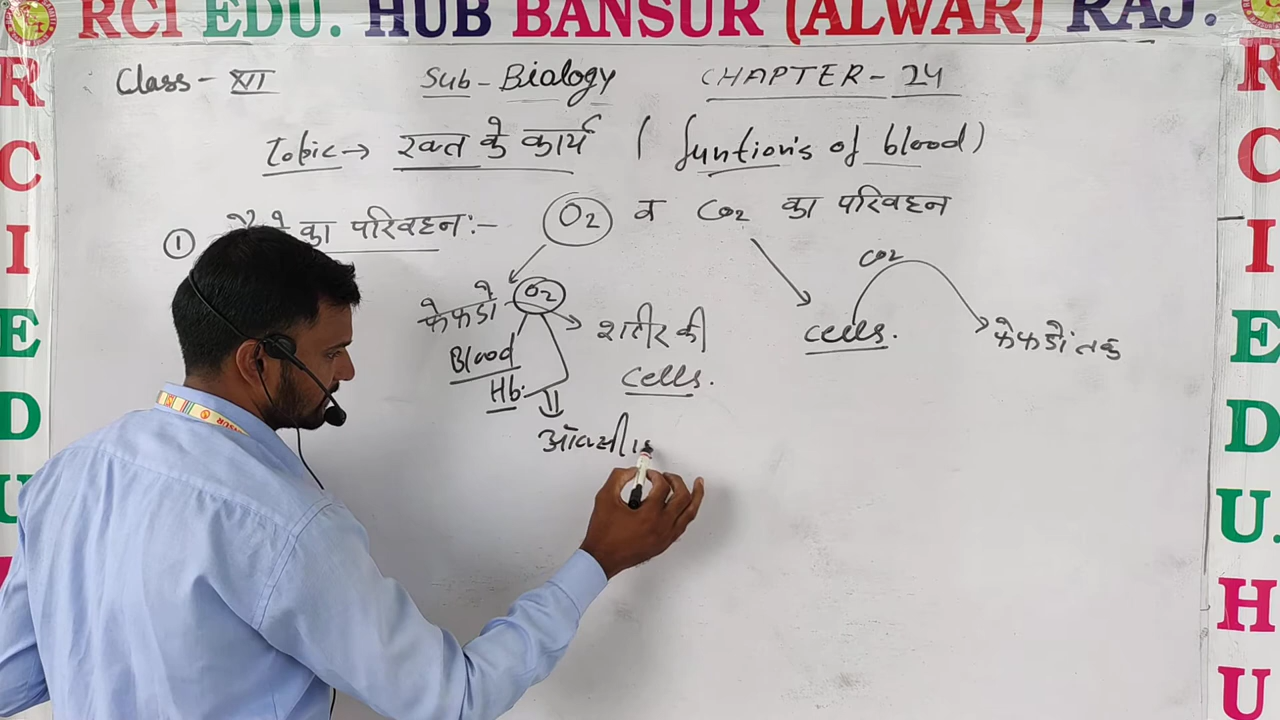 RCI EDU. HUB BANSUR (ALWAR) RAJ.
Class - XII Sub - Biology CHAPTER - 24
Topic → रक्त के कार्य ( funtion's of blood)
① का परिवहन :- O2 व CO2 का परिवहन
फेफडो O2 शरीर की
Blood Cells.
Hb.
CO2
Cells. फेफडों तक
ऑक्सी
R
C
I
E
D
U
R
C
I
E
D
U.
H
U